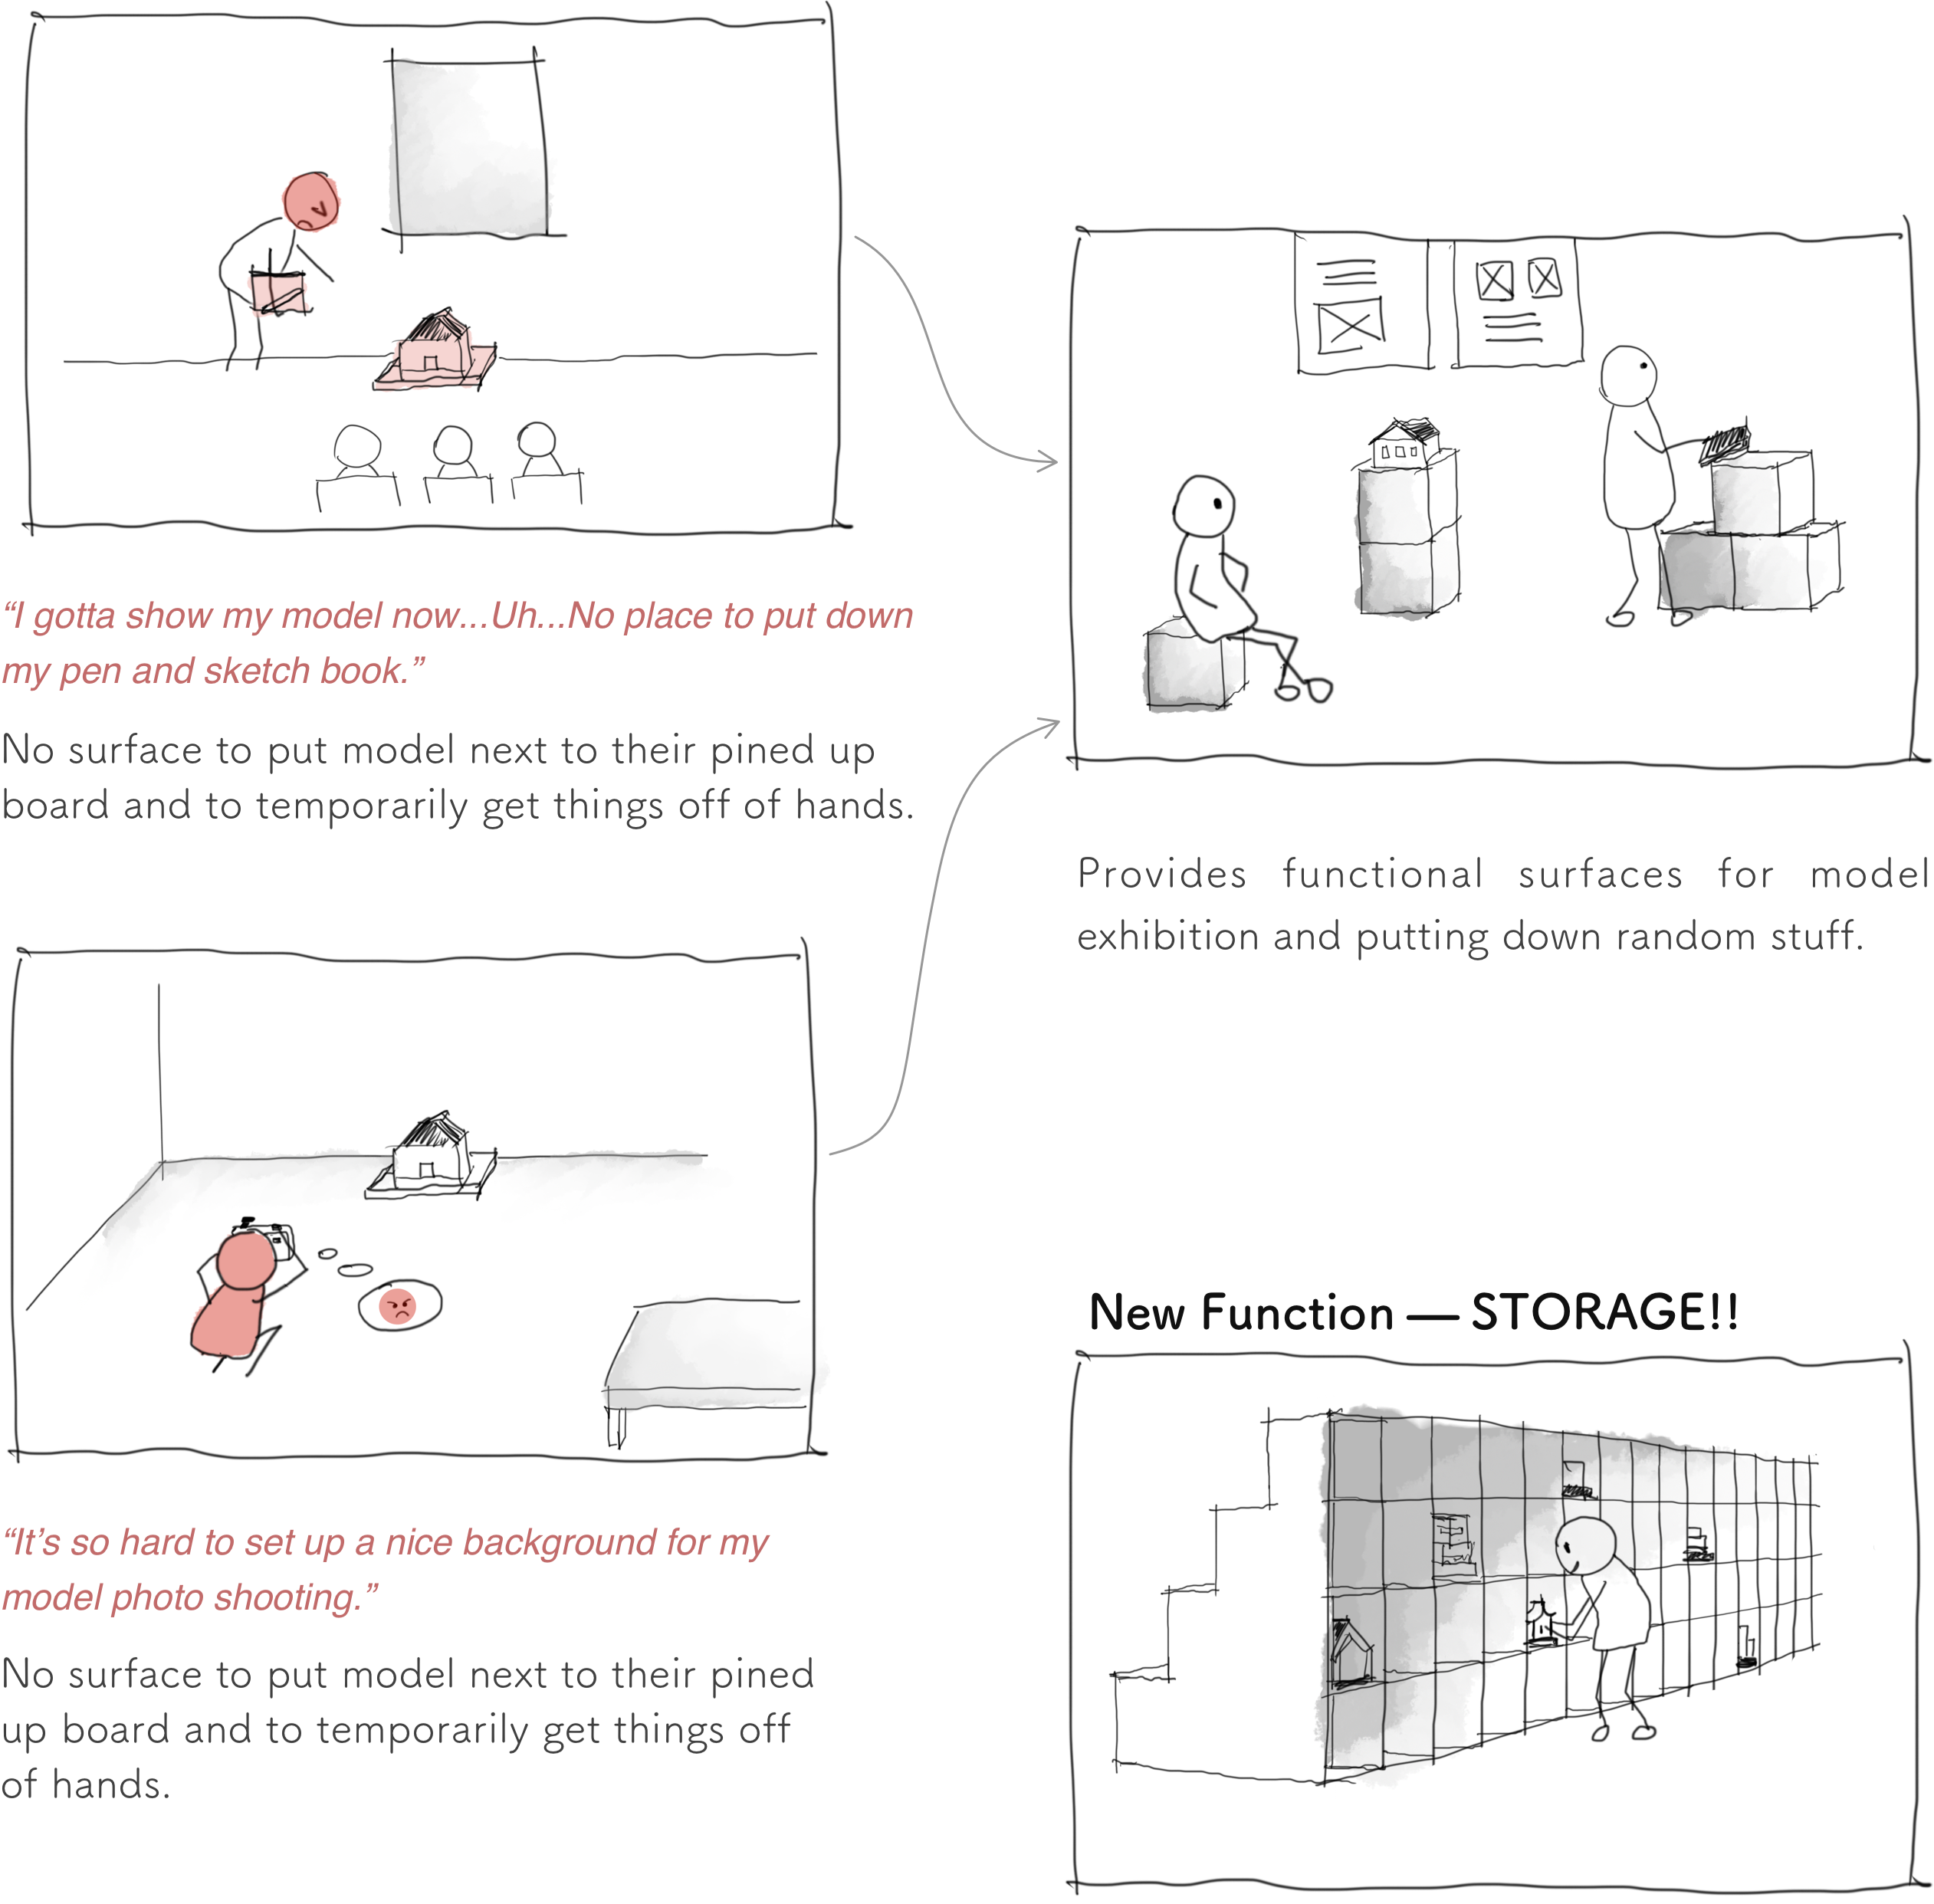 “I gotta show my model now...Uh...No place to put down
my pen and sketch book.”
No surface to put model next to their pined up
board and to temporarily get things off of hands.
Provides functional surfaces for model
exhibition and putting down random stuff.
“It’s so hard to set up a nice background for my
model photo shooting.”
No surface to put model next to their pined
up board and to temporarily get things off
of hands.
New Function — STORAGE!!